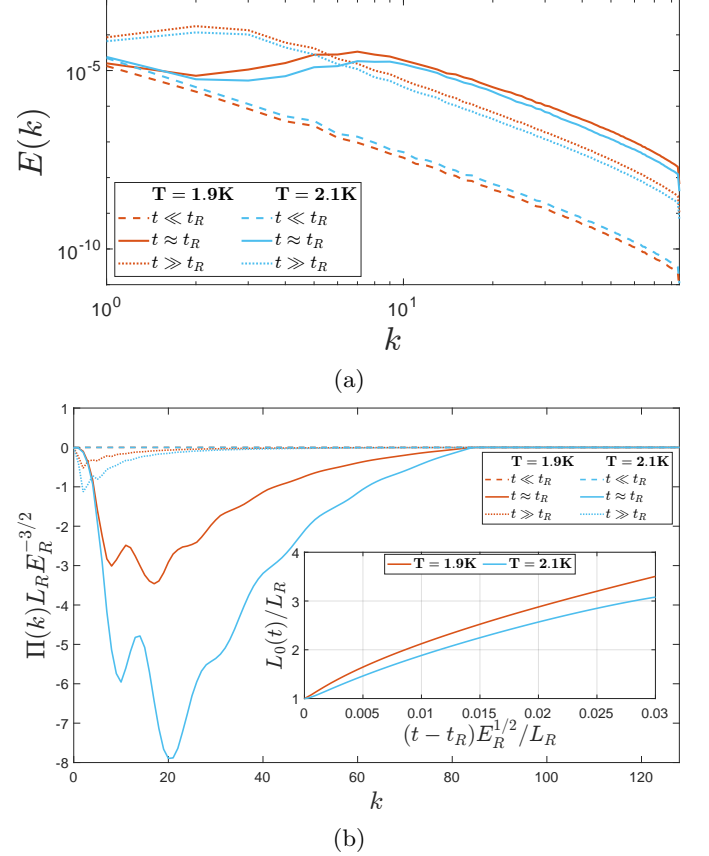 E(k)
10^{-5}
10^{-10}
T = 1.9K T = 2.1K
t ≪ t_R t ≪ t_R
t ≈ t_R t ≈ t_R
t ≫ t_R t ≫ t_R
10^0 10^1
k
(a)
Π(k)L_R E_R^{-3/2}
1
0
-1
-2
-3
-4
-5
-6
-7
-8
T = 1.9K T = 2.1K
t ≪ t_R t ≪ t_R
t ≈ t_R t ≈ t_R
t ≫ t_R t ≫ t_R
T = 1.9K T = 2.1K
L_0(t)/L_R
4
3
2
1
0 0.005 0.01 0.015 0.02 0.025 0.03
(t − t_R)E_R^{1/2}/L_R
0 20 40 60 80 100 120
k
(b)